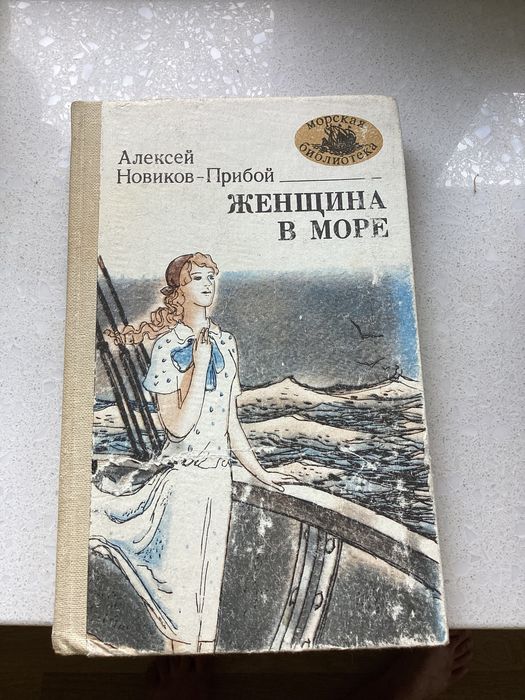 морская
библиотека
Алексей
Новиков-Прибой
ЖЕНЩИНА
В МОРЕ